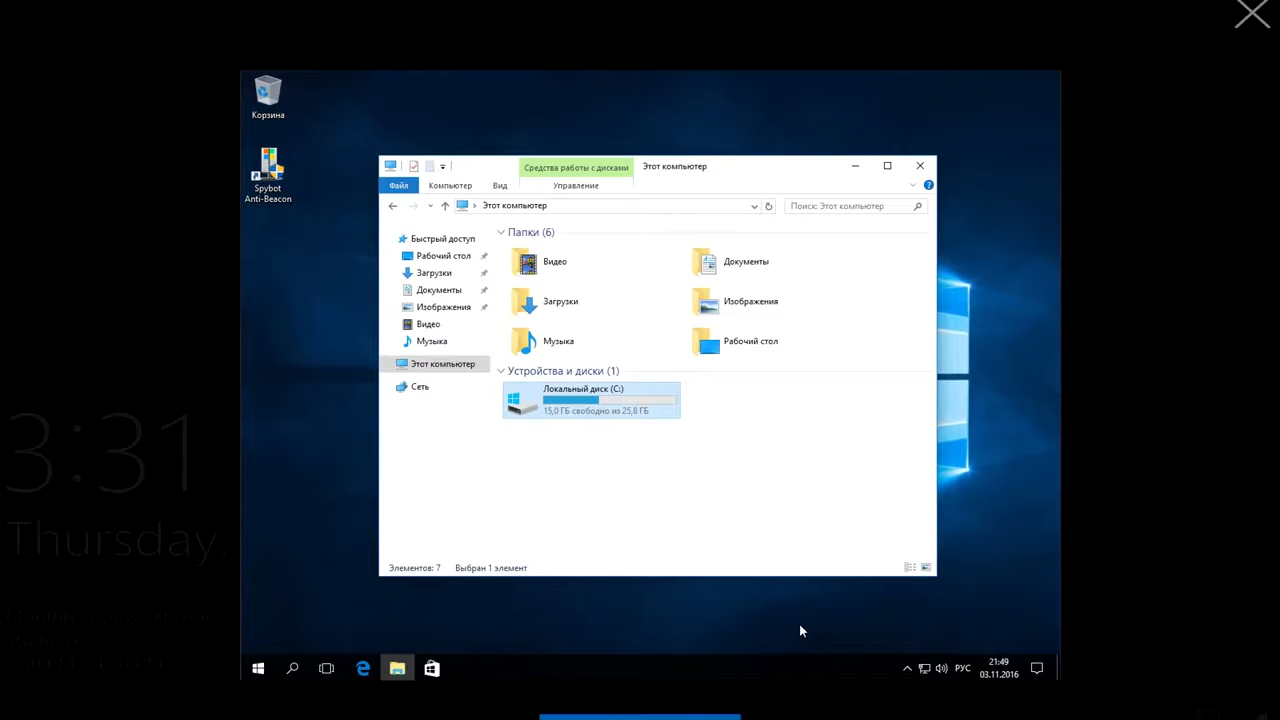 Корзина
Spybot
Anti-Beacon
Средства работы с дисками
Этот компьютер
Файл
Компьютер
Вид
Управление
Этот компьютер
Поиск: Этот компьютер
Быстрый доступ
Рабочий стол
Загрузки
Документы
Изображения
Видео
Музыка
Этот компьютер
Сеть
Папки (6)
Видео
Документы
Загрузки
Изображения
Музыка
Рабочий стол
Устройства и диски (1)
Локальный диск (C:)
15,0 ГБ свободно из 25,8 ГБ
Элементов: 7
Выбран 1 элемент
3:31
Thursday,
РУС
21:49
03.11.2016